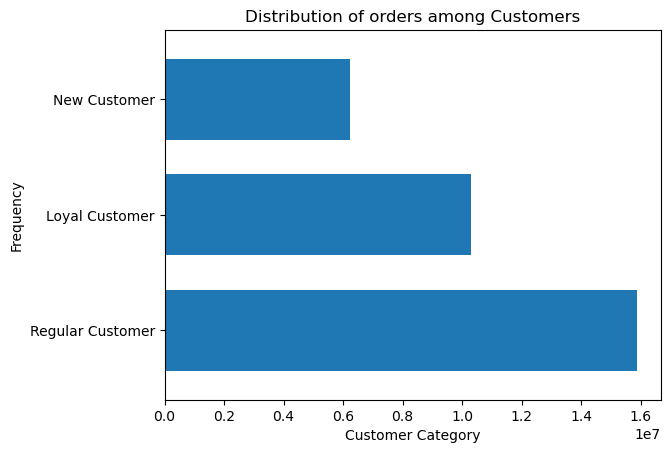 Distribution of orders among Customers
New Customer
Loyal Customer
Regular Customer
Frequency
0.0 0.2 0.4 0.6 0.8 1.0 1.2 1.4 1.6
1e7
Customer Category